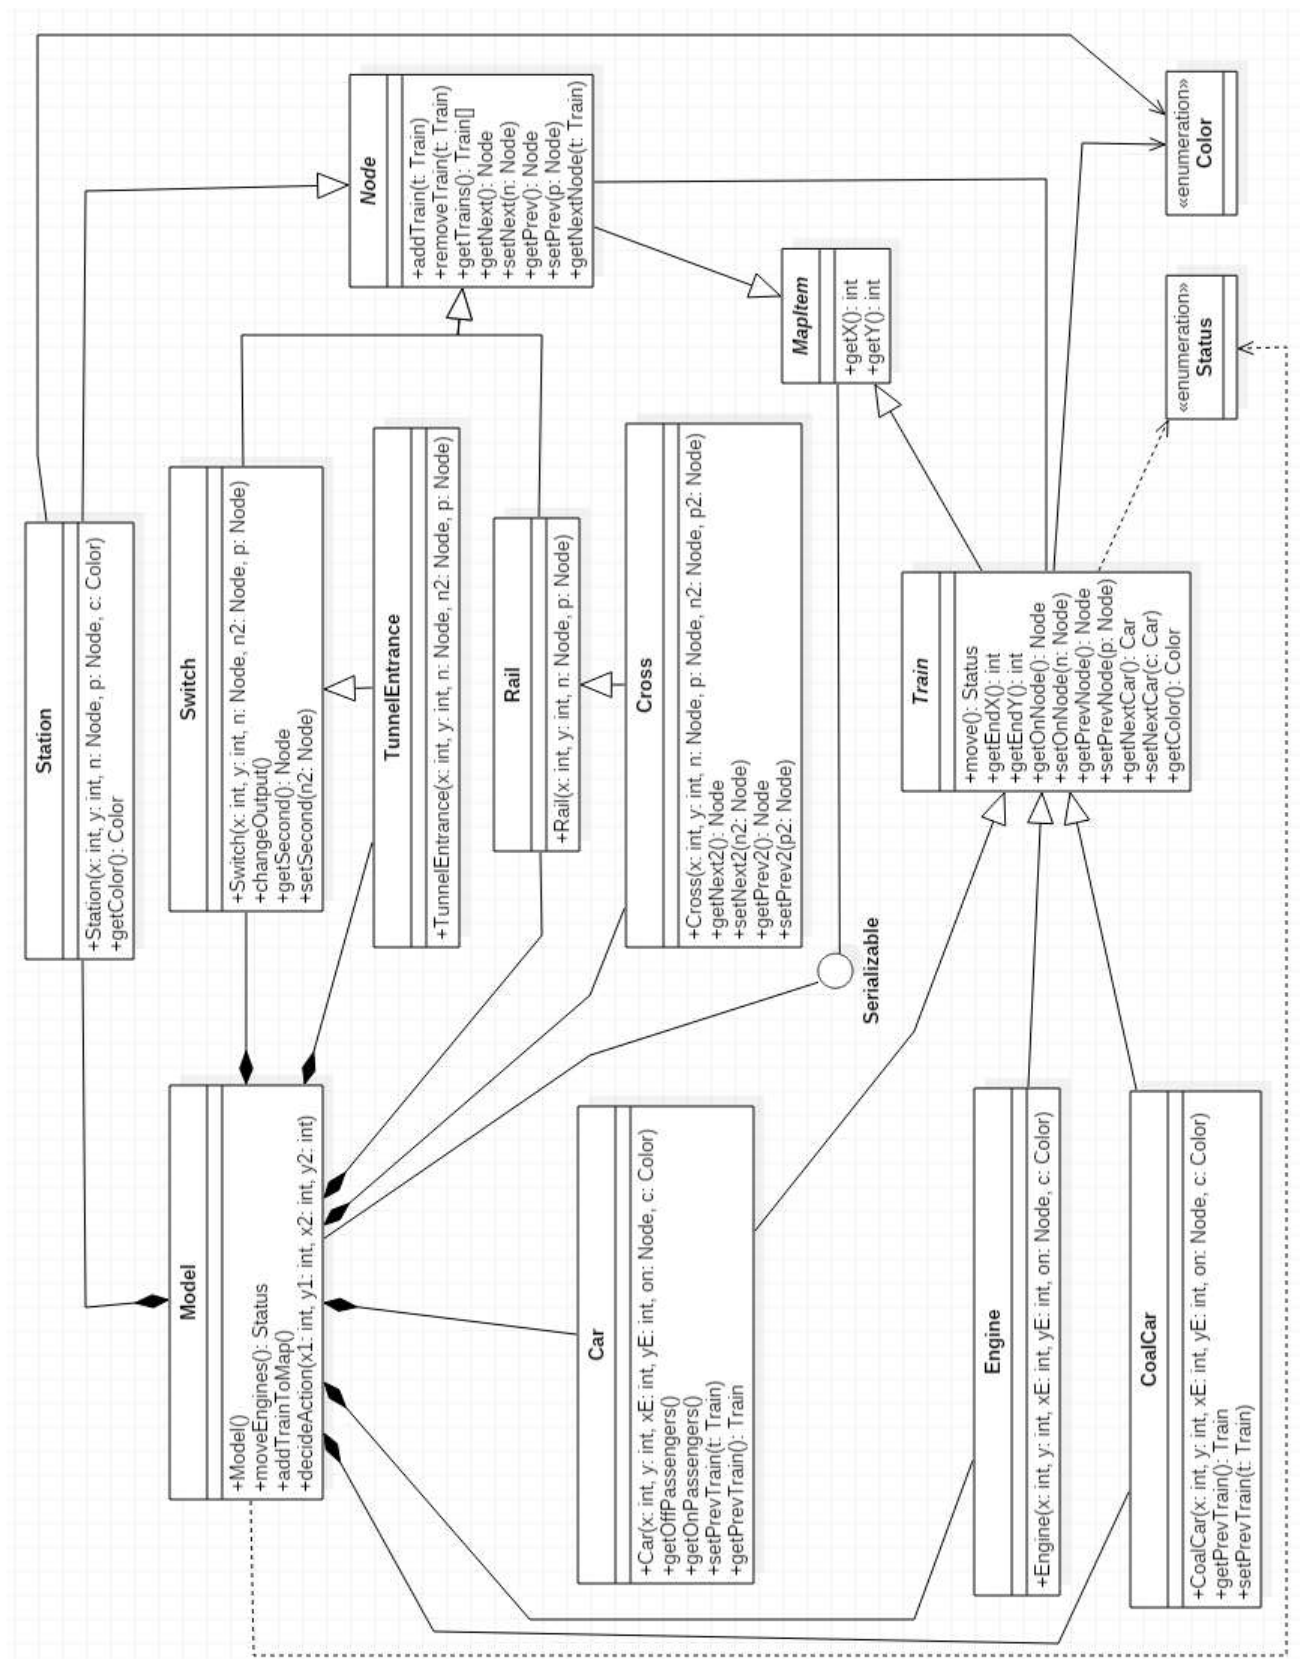 Station
+Station(x: int, y: int, n: Node, p: Node, c: Color)
+getColor(): Color
Switch
+Switch(x: int, y: int, n: Node, n2: Node, p: Node)
+changeOutput()
+getSecond(): Node
+setSecond(n2: Node)
Node
+addTrain(t: Train)
+removeTrain(t: Train)
+getTrains(): Train[]
+getNext(): Node
+setNext(n: Node)
+getPrev(): Node
+setPrev(p: Node)
+getNextNode(t: Train)
TunnelEntrance
+TunnelEntrance(x: int, y: int, n: Node, n2: Node, p: Node)
Rail
+Rail(x: int, y: int, n: Node, p: Node)
Cross
+Cross(x: int, y: int, n: Node, p: Node, n2: Node, p2: Node)
+getNext2(): Node
+setNext2(n2: Node)
+getPrev2(): Node
+setPrev2(p2: Node)
MapItem
+getX(): int
+getY(): int
Serializable
Model
+Model()
+moveEngines(): Status
+addTrainToMap()
+decideAction(x1: int, y1: int, x2: int, y2: int)
Car
+Car(x: int, y: int, xE: int, yE: int, on: Node, c: Color)
+getOffPassengers()
+getOnPassengers()
+setPrevTrain(t: Train)
+getPrevTrain(): Train
Train
+move(): Status
+getEndX(): int
+getEndY(): int
+getOnNode(): Node
+setOnNode(n: Node)
+getPrevNode(): Node
+setPrevNode(p: Node)
+getNextCar(): Car
+setNextCar(c: Car)
+getColor(): Color
Engine
+Engine(x: int, y: int, xE: int, yE: int, on: Node, c: Color)
CoalCar
+CoalCar(x: int, y: int, xE: int, yE: int, on: Node, c: Color)
+getPrevTrain(): Train
+setPrevTrain(t: Train)
«enumeration»
Status
«enumeration»
Color